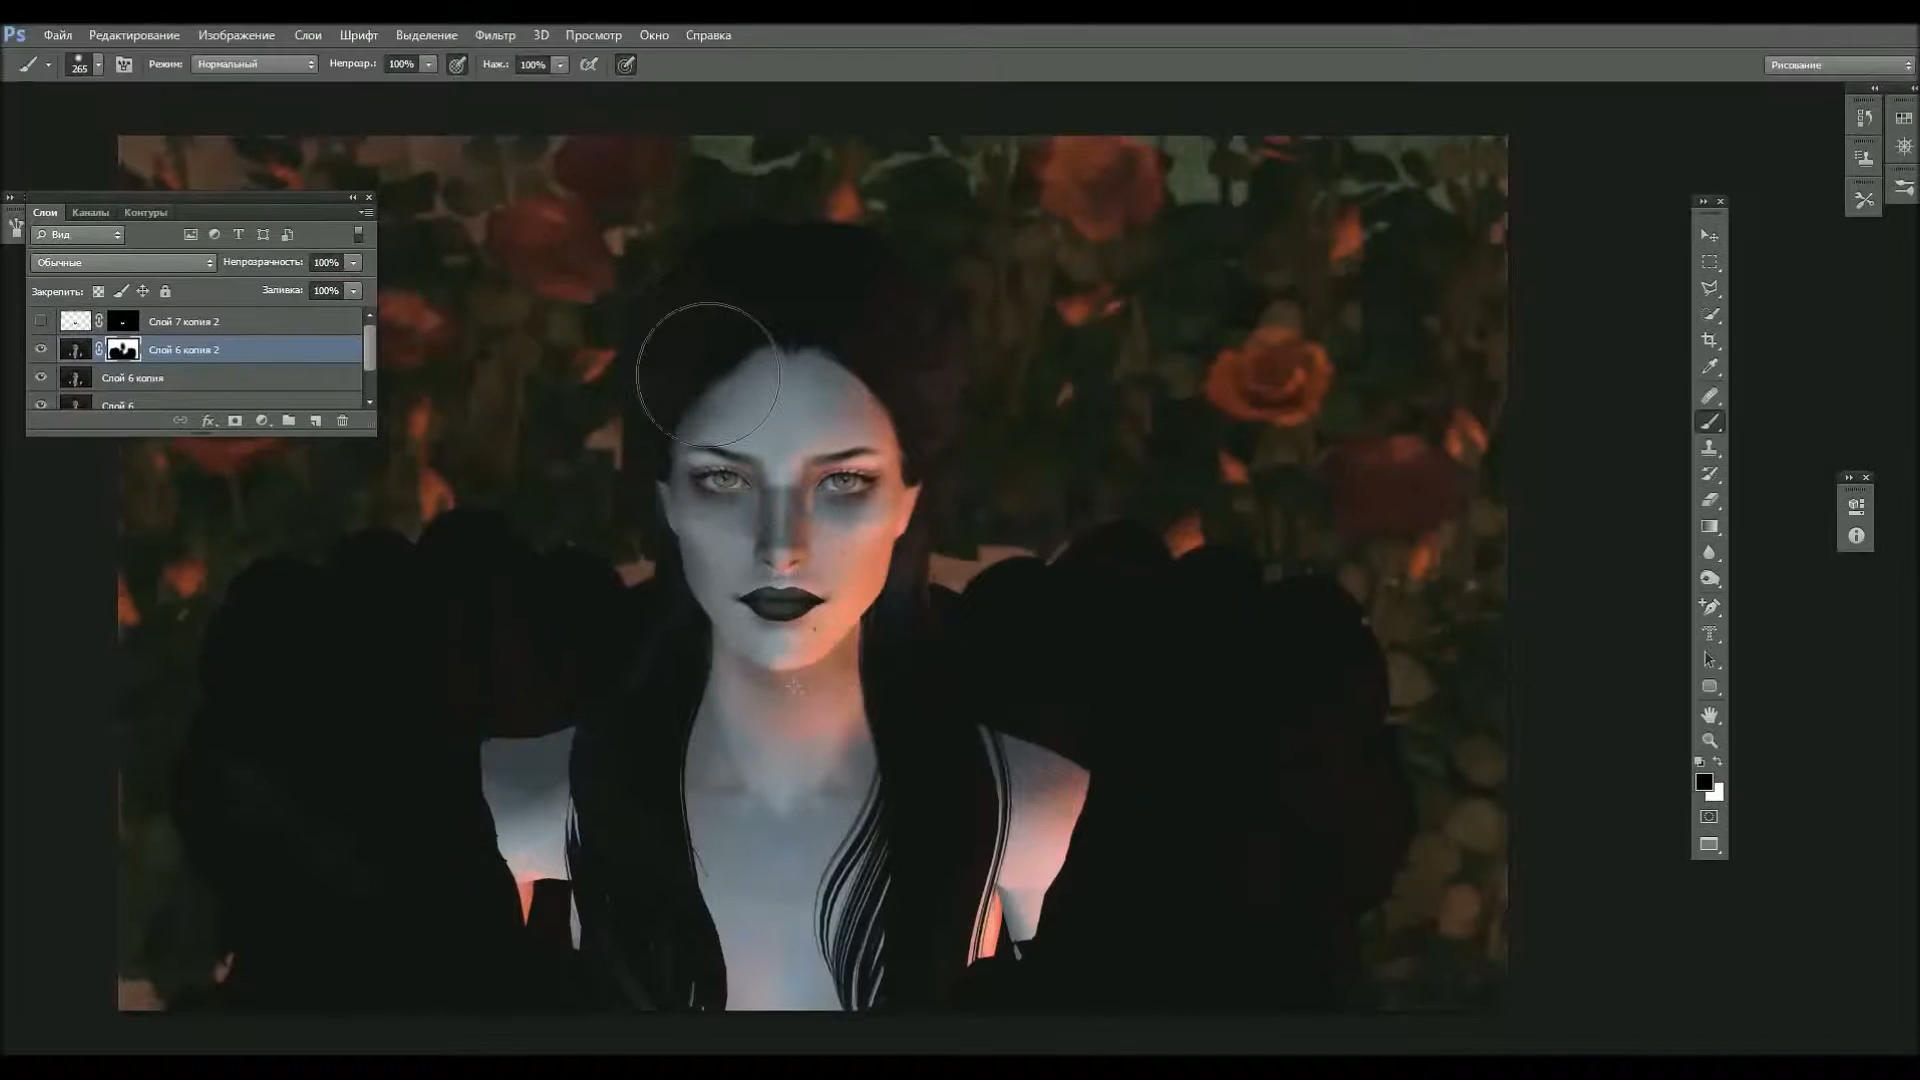 Ps Файл Редактирование Изображение Слои Шрифт Выделение Фильтр 3D Просмотр Окно Справка
265 Режим: Нормальный Непрозр.: 100% Наж.: 100% Рисование
Слои Каналы Контуры
Вид
Обычные Непрозрачность: 100%
Закрепить: Заливка: 100%
Слой 7 копия 2
Слой 6 копия 2
Слой 6 копия
Слой 6
fx